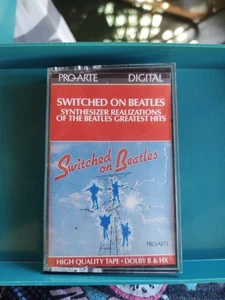 PRO·ARTE DIGITAL
SWITCHED ON BEATLES
SYNTHESIZER REALIZATIONS
OF THE BEATLES GREATEST HITS
Switched on Beatles
PRO·ARTE
HIGH QUALITY TAPE • DOLBY B & HX